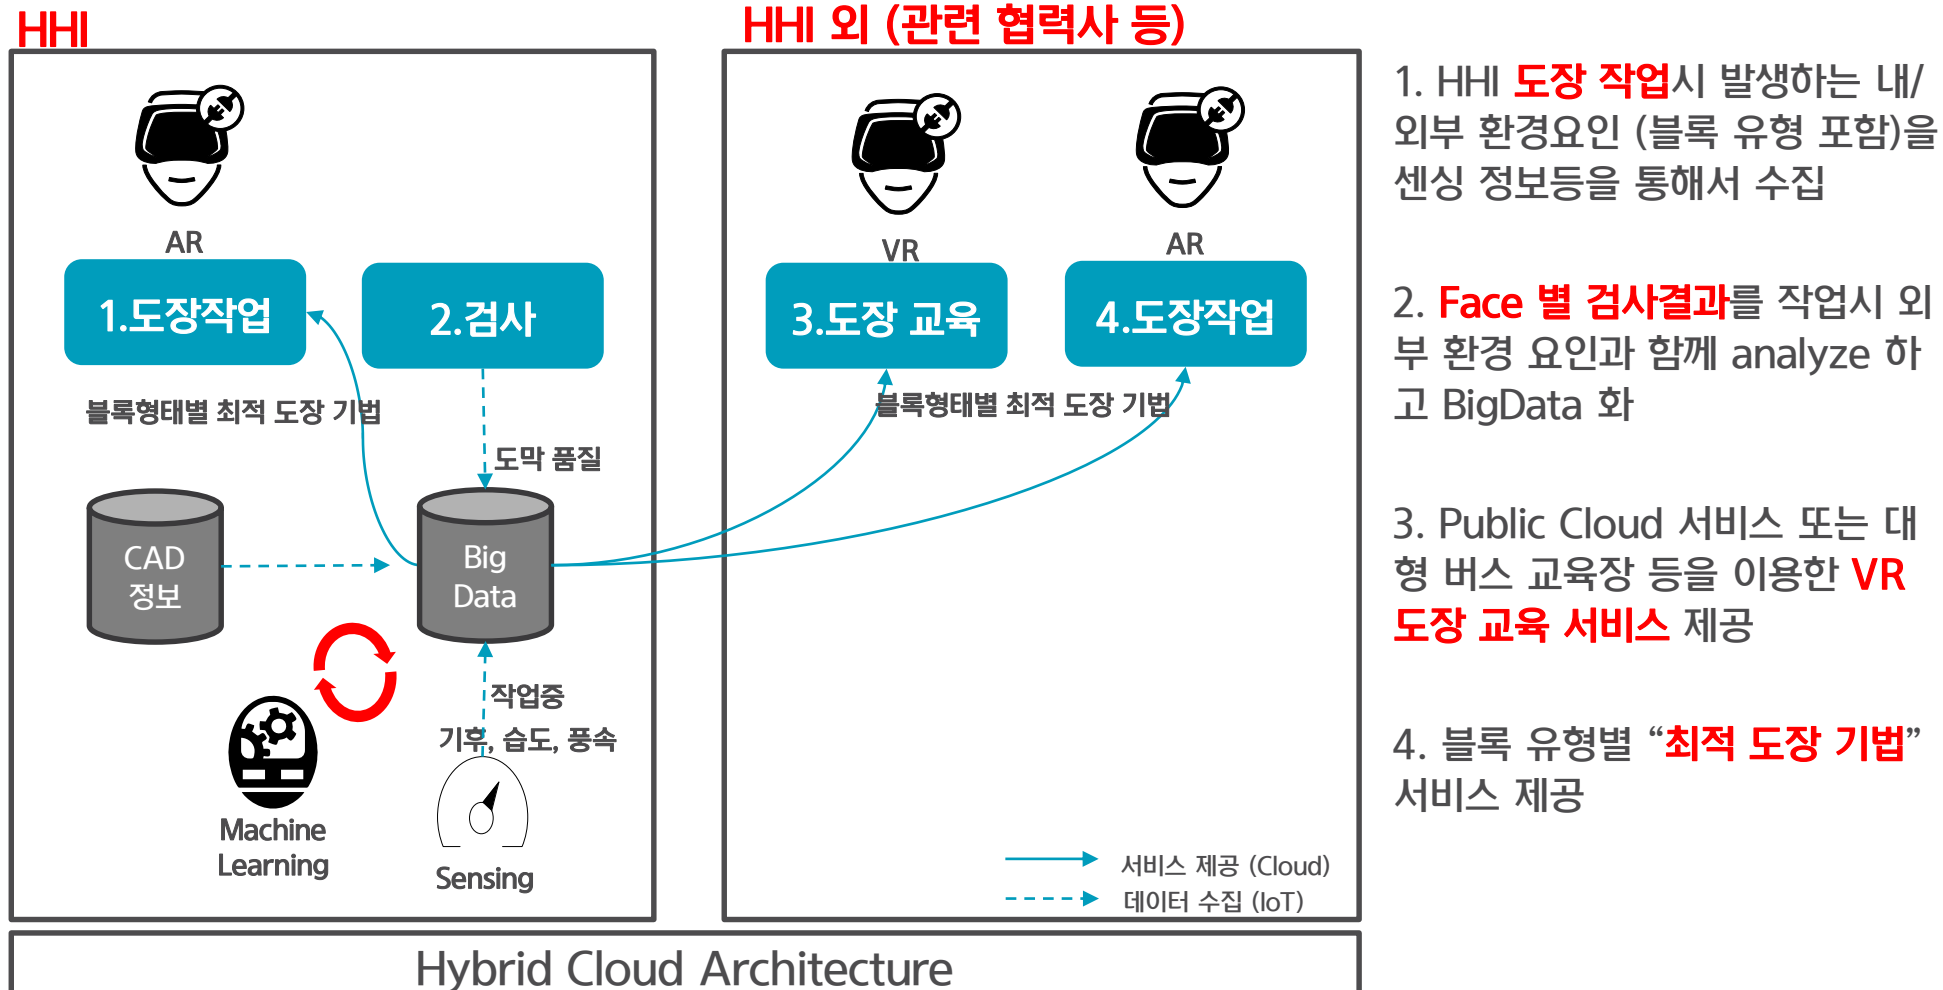 HHI
AR
1.도장작업
2.검사
블록형태별 최적 도장 기법
도막 품질
CAD
정보
Big
Data
작업중
기후, 습도, 풍속
Machine
Learning
Sensing
HHI 외 (관련 협력사 등)
VR
AR
3.도장 교육
4.도장작업
블록형태별 최적 도장 기법
서비스 제공 (Cloud)
데이터 수집 (IoT)
Hybrid Cloud Architecture
1. HHI 도장 작업시 발생하는 내/
외부 환경요인 (블록 유형 포함)을
센싱 정보등을 통해서 수집
2. Face 별 검사결과를 작업시 외
부 환경 요인과 함께 analyze 하
고 BigData 화
3. Public Cloud 서비스 또는 대
형 버스 교육장 등을 이용한 VR
도장 교육 서비스 제공
4. 블록 유형별 “최적 도장 기법”
서비스 제공